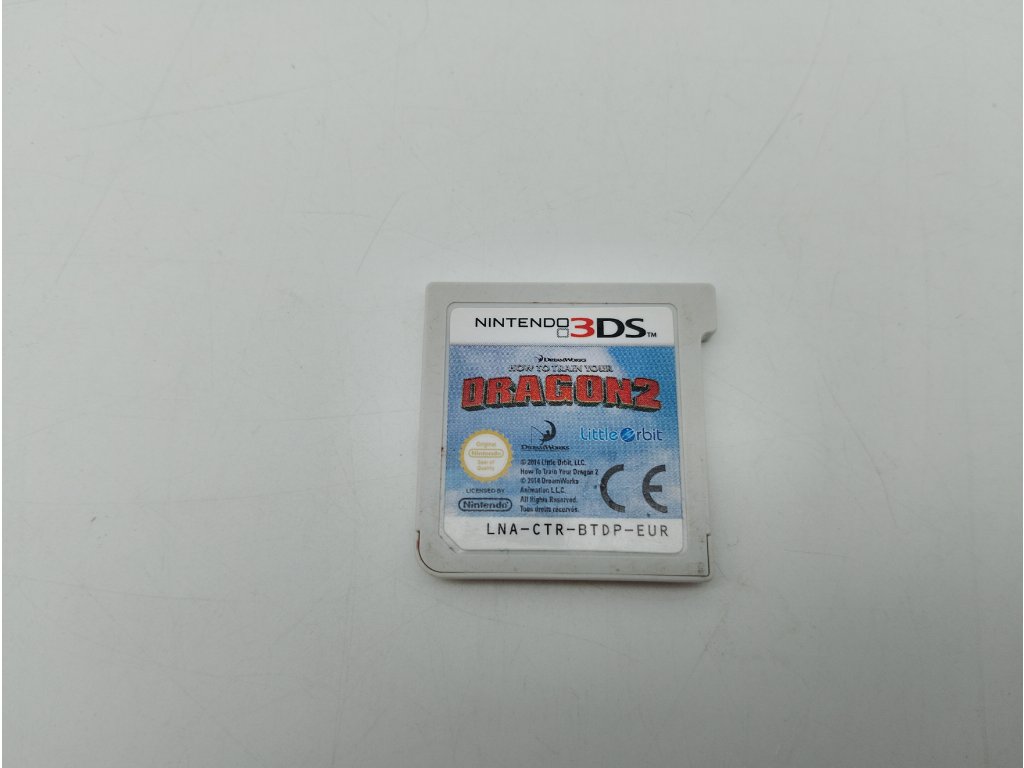 NINTENDO 3DS™
DREAMWORKS
HOW TO TRAIN YOUR
DRAGON 2
DREAMWORKS
Little Orbit
Original
Nintendo
Seal of
Quality
© 2014 Little Orbit, LLC.
How To Train Your Dragon 2
© 2014 DreamWorks
Animation L.L.C.
All Rights Reserved.
Tous droits réservés.
LICENSED BY
Nintendo
CE
LNA-CTR-BTDP-EUR